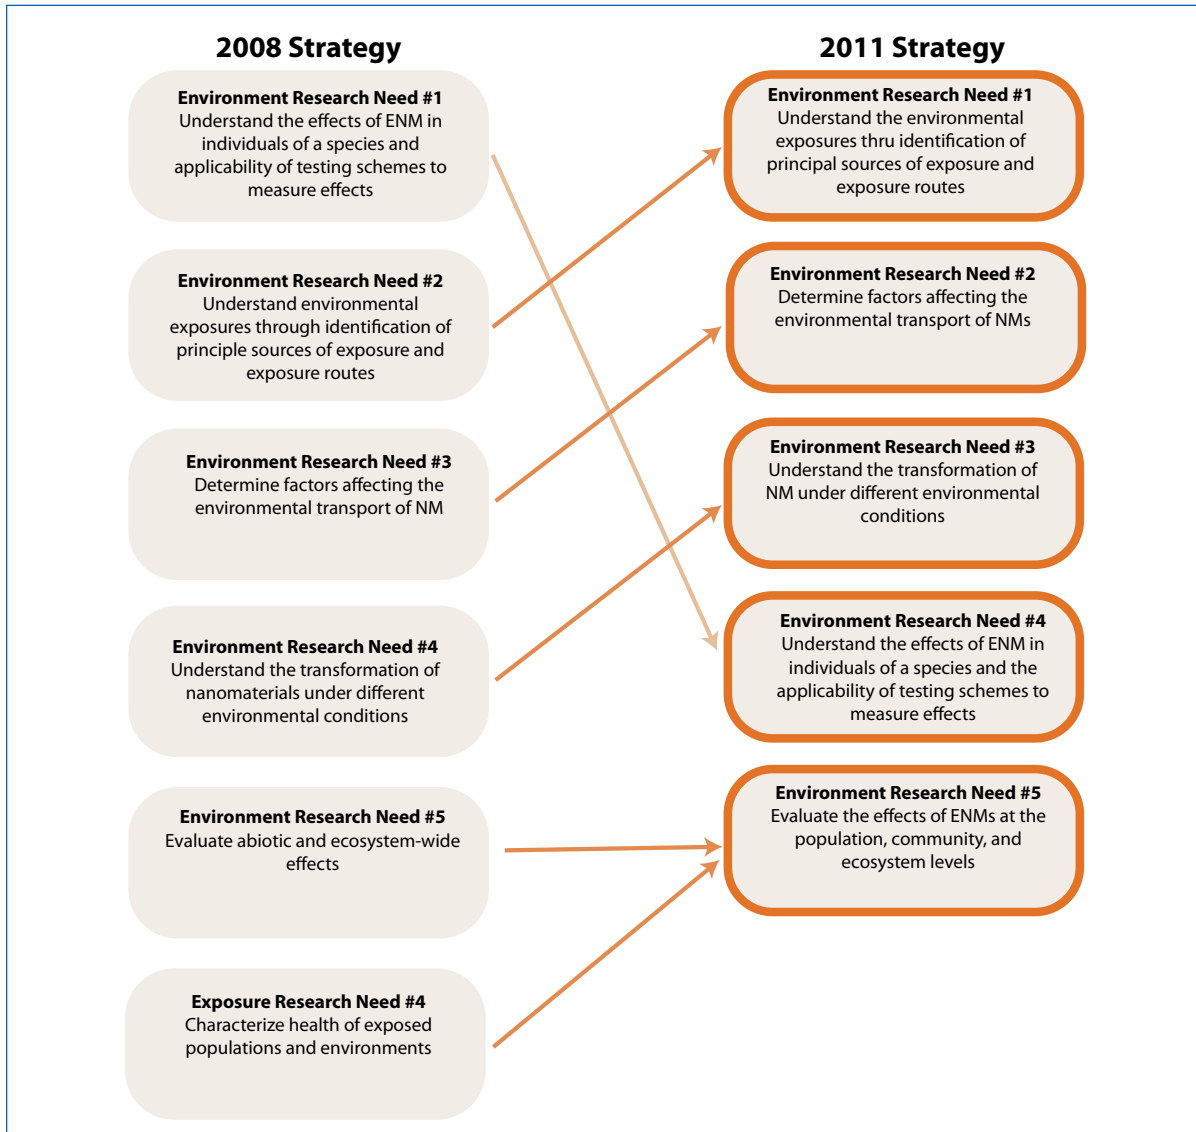 2008 Strategy
Environment Research Need #1
Understand the effects of ENM in
individuals of a species and
applicability of testing schemes to
measure effects
Environment Research Need #2
Understand environmental
exposures through identification of
principle sources of exposure and
exposure routes
Environment Research Need #3
Determine factors affecting the
environmental transport of NM
Environment Research Need #4
Understand the transformation of
nanomaterials under different
environmental conditions
Environment Research Need #5
Evaluate abiotic and ecosystem-wide
effects
Exposure Research Need #4
Characterize health of exposed
populations and environments
2011 Strategy
Environment Research Need #1
Understand the environmental
exposures thru identification of
principal sources of exposure and
exposure routes
Environment Research Need #2
Determine factors affecting the
environmental transport of NMs
Environment Research Need #3
Understand the transformation of
NM under different environmental
conditions
Environment Research Need #4
Understand the effects of ENM in
individuals of a species and the
applicability of testing schemes to
measure effects
Environment Research Need #5
Evaluate the effects of ENMs at the
population, community, and
ecosystem levels